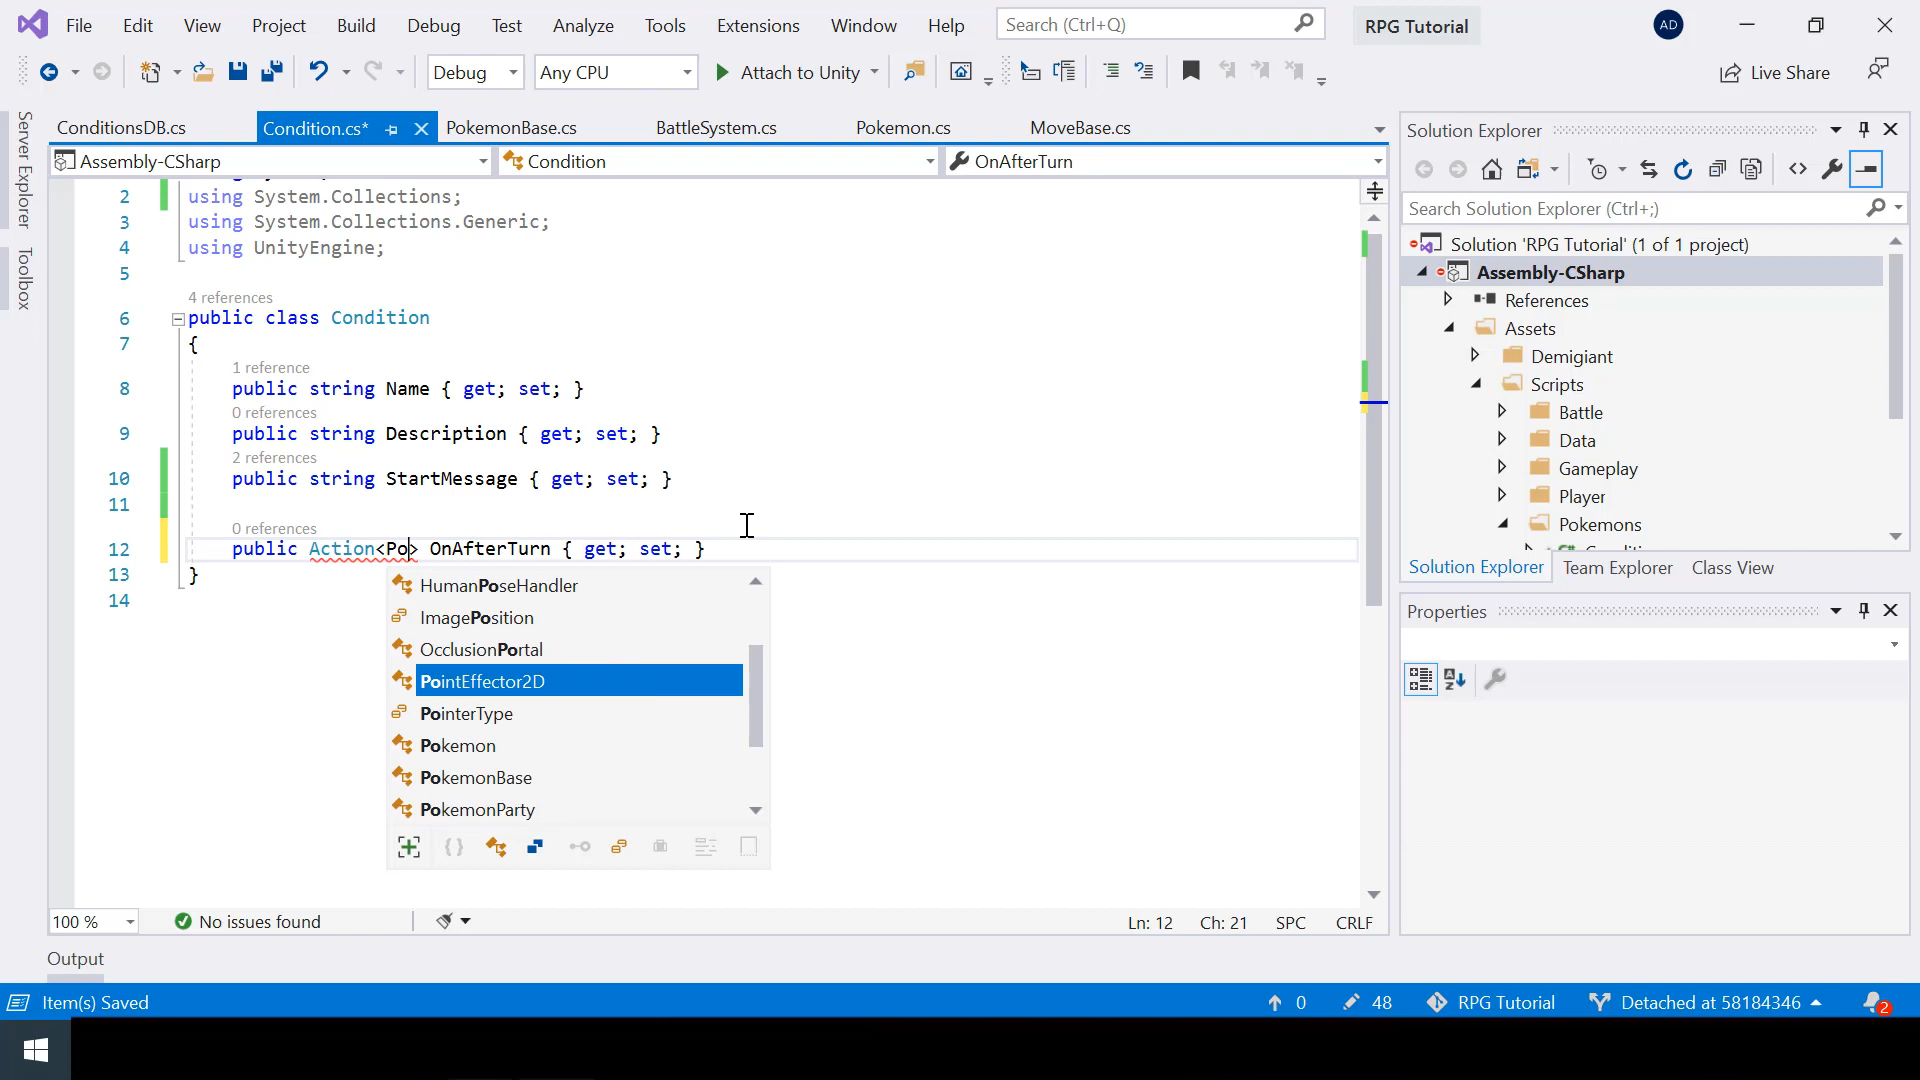 File Edit View Project Build Debug Test Analyze Tools Extensions Window Help Search (Ctrl+Q) RPG Tutorial AD
Debug Any CPU Attach to Unity Live Share
Server Explorer
Toolbox
ConditionsDB.cs Condition.cs* PokemonBase.cs BattleSystem.cs Pokemon.cs MoveBase.cs
Assembly-CSharp Condition OnAfterTurn
2 using System.Collections;
3 using System.Collections.Generic;
4 using UnityEngine;
5
4 references
6 public class Condition
7 {
1 reference
8 public string Name { get; set; }
0 references
9 public string Description { get; set; }
2 references
10 public string StartMessage { get; set; }
11
0 references
12 public Action<Po> OnAfterTurn { get; set; }
13 }
14
HumanPoseHandler
ImagePosition
OcclusionPortal
PointEffector2D
PointerType
Pokemon
PokemonBase
PokemonParty
100 % No issues found Ln: 12 Ch: 21 SPC CRLF
Output
Solution Explorer
Search Solution Explorer (Ctrl+;)
Solution 'RPG Tutorial' (1 of 1 project)
Assembly-CSharp
References
Assets
Demigiant
Scripts
Battle
Data
Gameplay
Player
Pokemons
Solution Explorer Team Explorer Class View
Properties
Item(s) Saved 0 48 RPG Tutorial Detached at 58184346 2